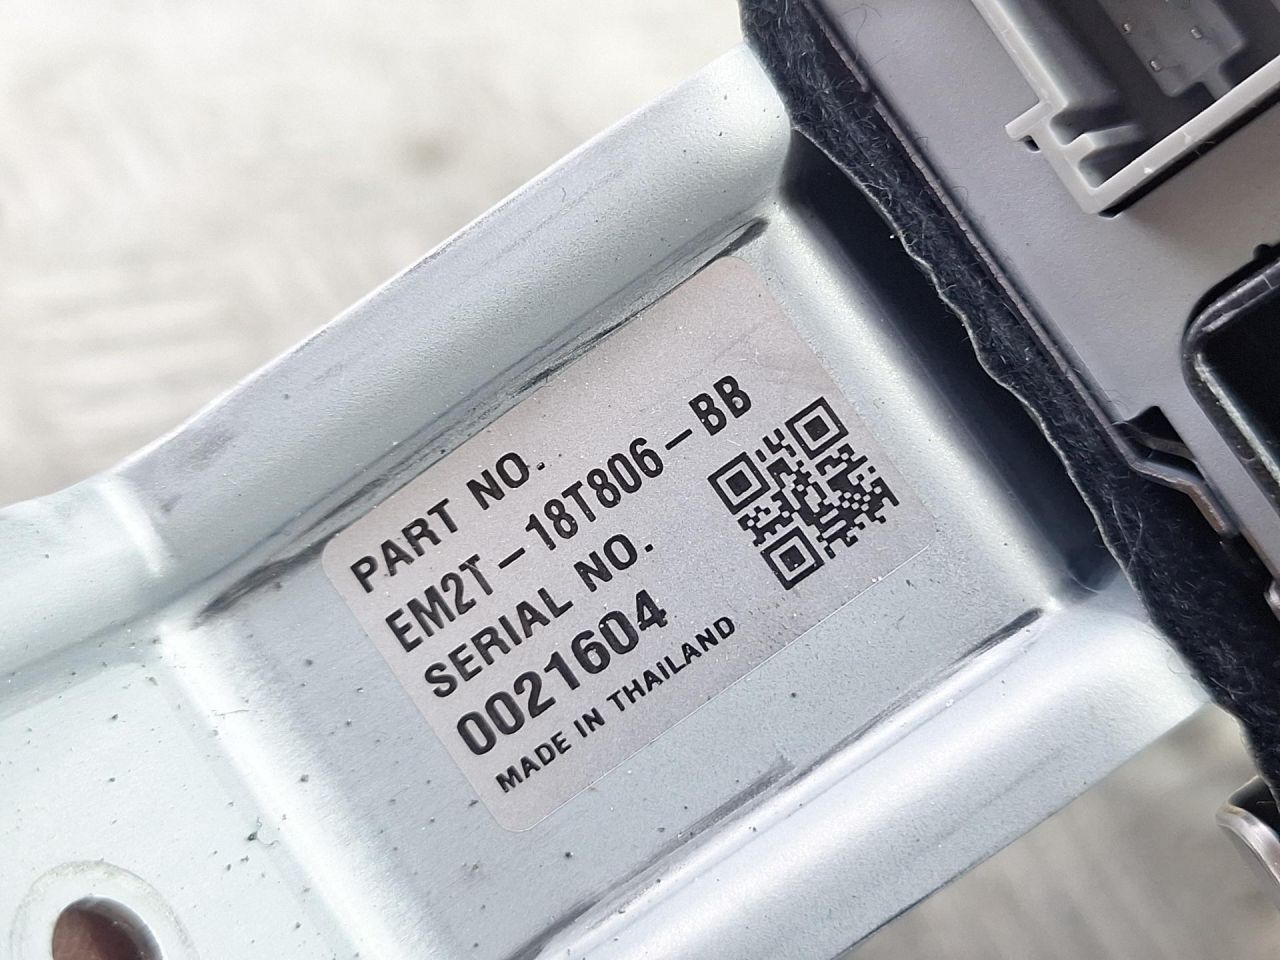 PART NO.
EM2T-18T806-BB
SERIAL NO.
0021604
MADE IN THAILAND